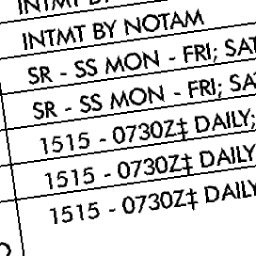 INTMT BY NOTAM
SR - SS MON - FRI; SAT
SR - SS MON - FRI; SAT
1515 - 0730Z‡ DAILY;
1515 - 0730Z‡ DAILY
1515 - 0730Z‡ DAILY